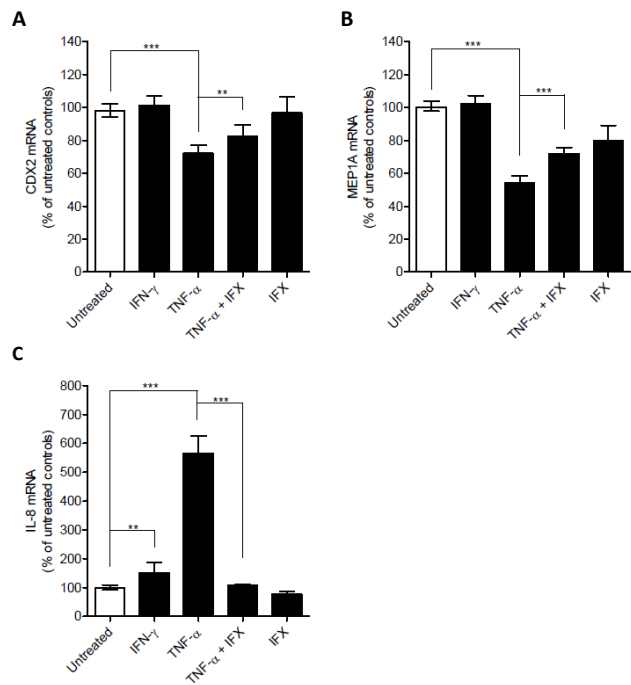 A
140
120
100
80
60
40
20
0
CDX2 mRNA
(% of untreated controls)
***
**
Untreated
IFN-γ
TNF-α
TNF-α + IFX
IFX
B
140
120
100
80
60
40
20
0
MEP1A mRNA
(% of untreated controls)
***
***
Untreated
IFN-γ
TNF-α
TNF-α + IFX
IFX
C
800
700
600
500
400
300
200
100
0
IL-8 mRNA
(% of untreated controls)
***
***
**
Untreated
IFN-γ
TNF-α
TNF-α + IFX
IFX